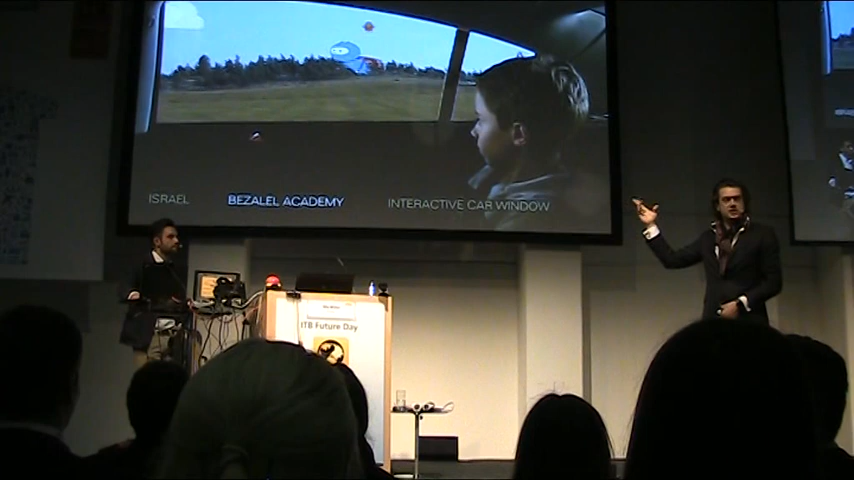 ISRAEL
BEZALEL ACADEMY
INTERACTIVE CAR WINDOW
ITB Future Day